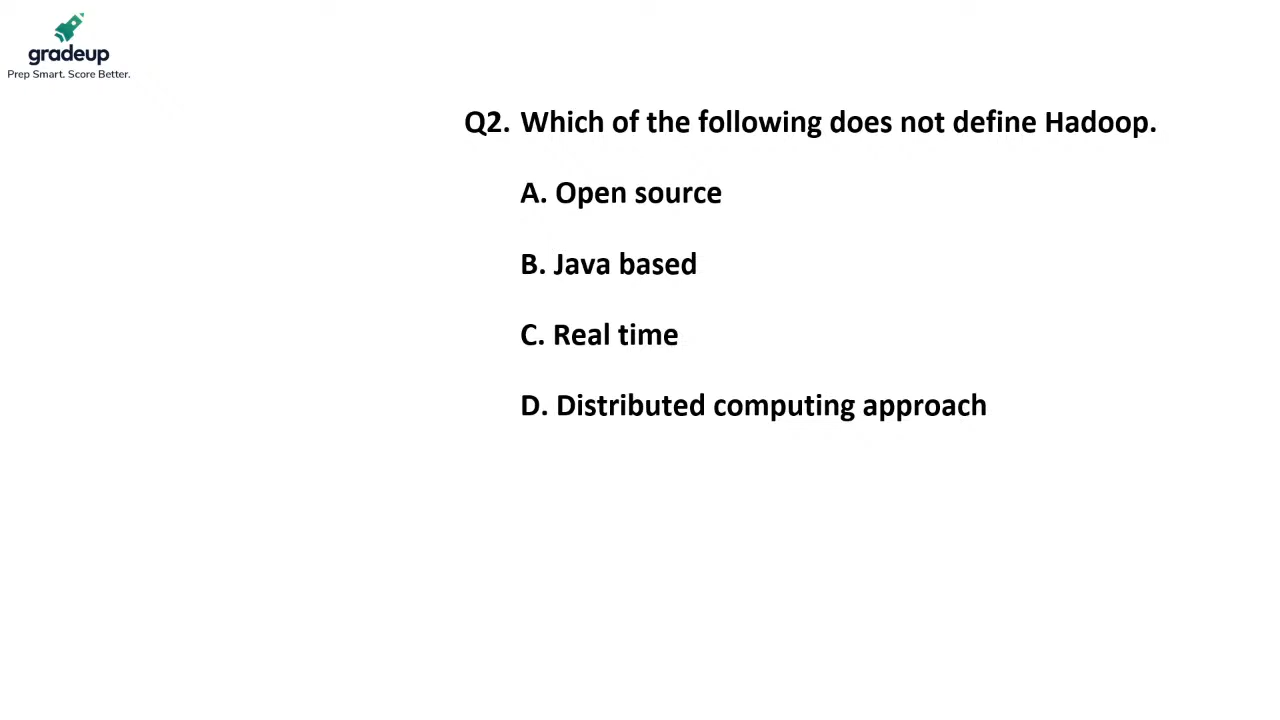 gradeup
Prep Smart. Score Better.
Q2. Which of the following does not define Hadoop.
A. Open source
B. Java based
C. Real time
D. Distributed computing approach